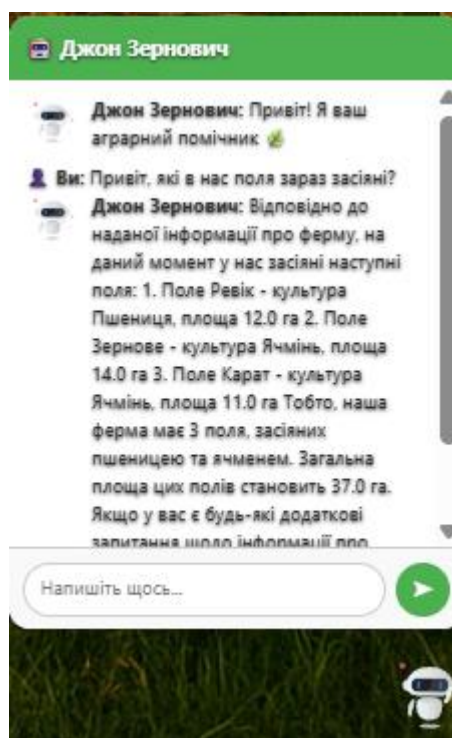 Джон Зернович
Джон Зернович: Привіт! Я ваш
аграрний помічник
Ви: Привіт, які в нас поля зараз засіяні?
Джон Зернович: Відповідно до
наданої інформації про ферму, на
даний момент у нас засіяні наступні
поля: 1. Поле Ревік - культура
Пшениця, площа 12.0 га 2. Поле
Зернове - культура Ячмінь, площа
14.0 га 3. Поле Карат - культура
Ячмінь, площа 11.0 га Тобто, наша
ферма має 3 поля, засіяних
пшеницею та ячменем. Загальна
площа цих полів становить 37.0 га.
Якщо у вас є будь-які додаткові
запитання щодо інформації про
Напишіть щось...